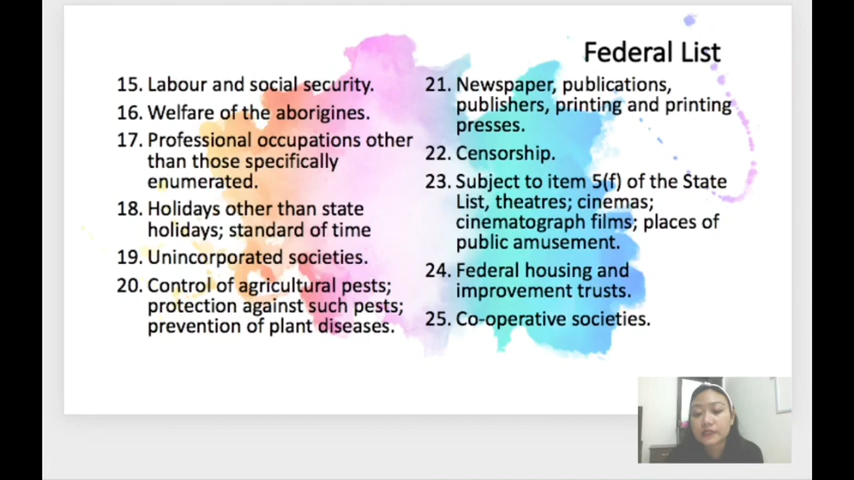 Federal List
15. Labour and social security.
16. Welfare of the aborigines.
17. Professional occupations other
than those specifically
enumerated.
18. Holidays other than state
holidays; standard of time
19. Unincorporated societies.
20. Control of agricultural pests;
protection against such pests;
prevention of plant diseases.
21. Newspaper, publications,
publishers, printing and printing
presses.
22. Censorship.
23. Subject to item 5(f) of the State
List, theatres; cinemas;
cinematograph films; places of
public amusement.
24. Federal housing and
improvement trusts.
25. Co-operative societies.